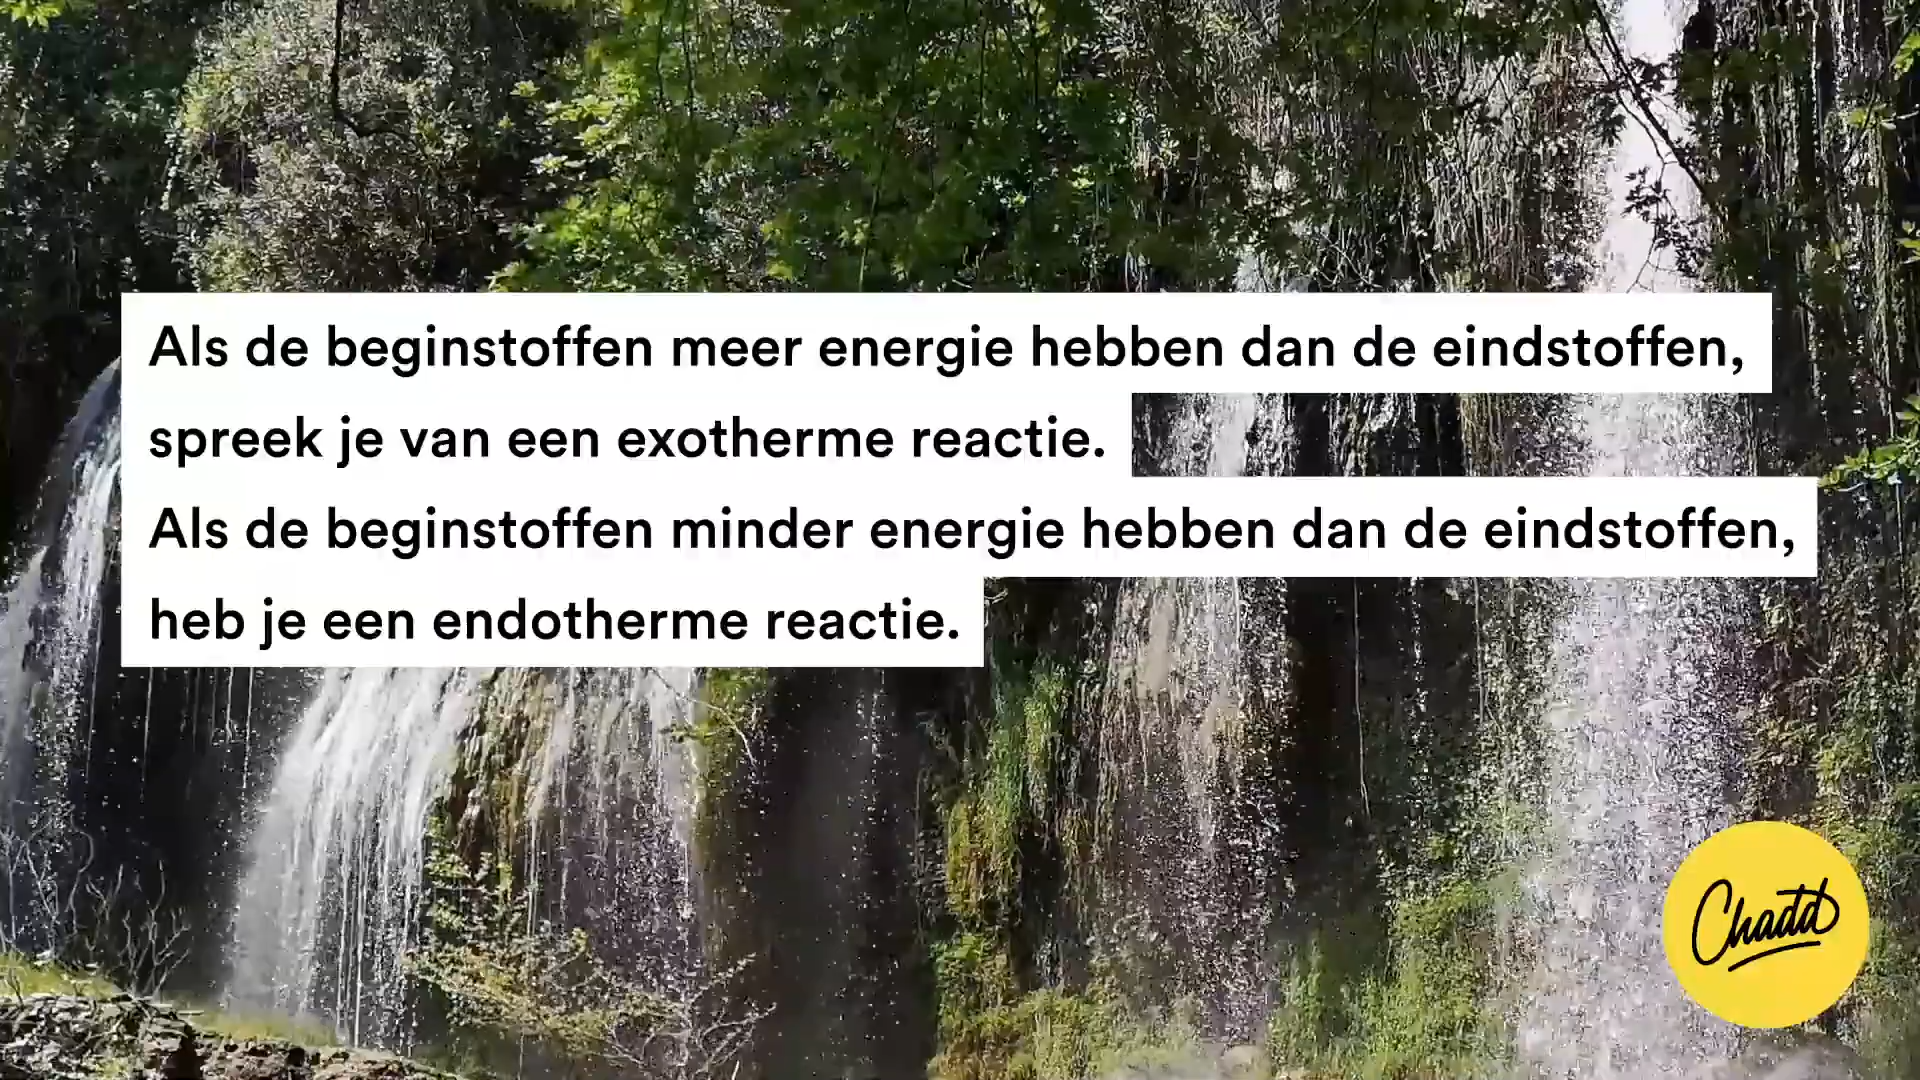 Als de beginstoffen meer energie hebben dan de eindstoffen,
spreek je van een exotherme reactie.
Als de beginstoffen minder energie hebben dan de eindstoffen,
heb je een endotherme reactie.
Chadd